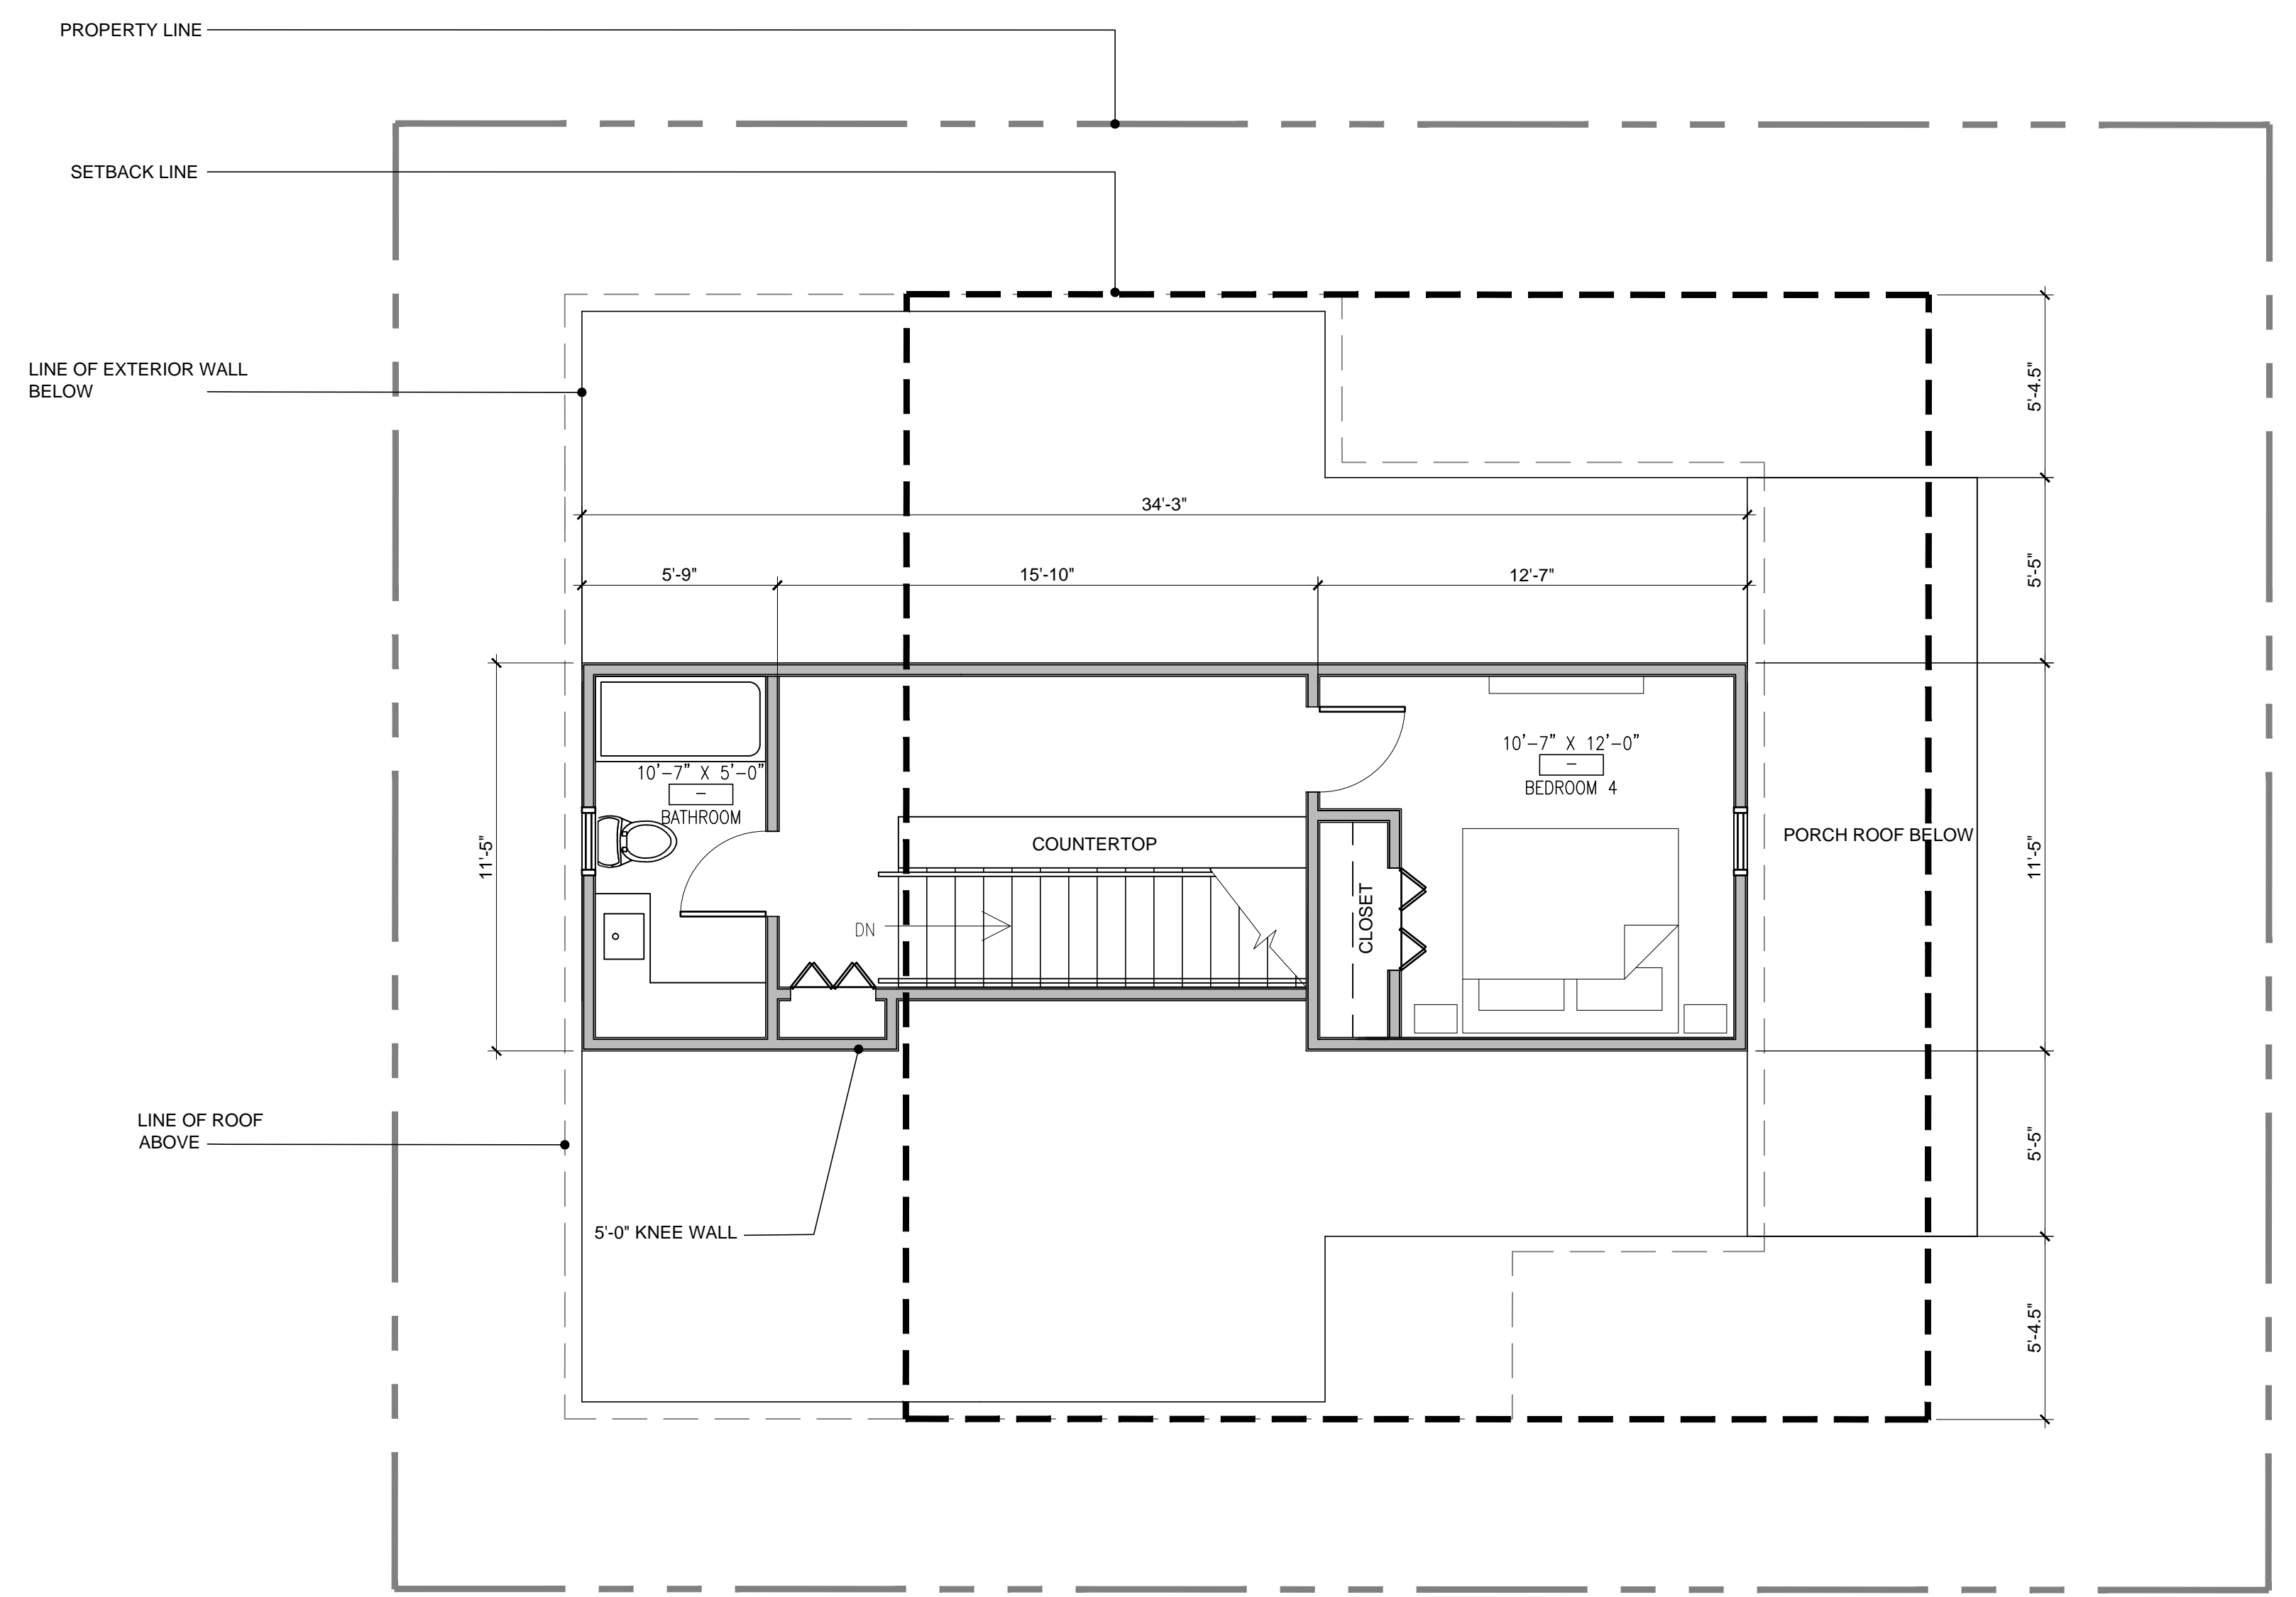 PROPERTY LINE
SETBACK LINE
LINE OF EXTERIOR WALL
BELOW
5'-4.5"
34'-3"
5'-9"
15'-10"
12'-7"
5'-5"
10'-7" X 12'-0"
-
BEDROOM 4
10'-7" X 5'-0"
-
BATHROOM
COUNTERTOP
PORCH ROOF BELOW
11'-5"
11'-5"
CLOSET
DN
LINE OF ROOF
ABOVE
5'-5"
5'-0" KNEE WALL
5'-4.5"